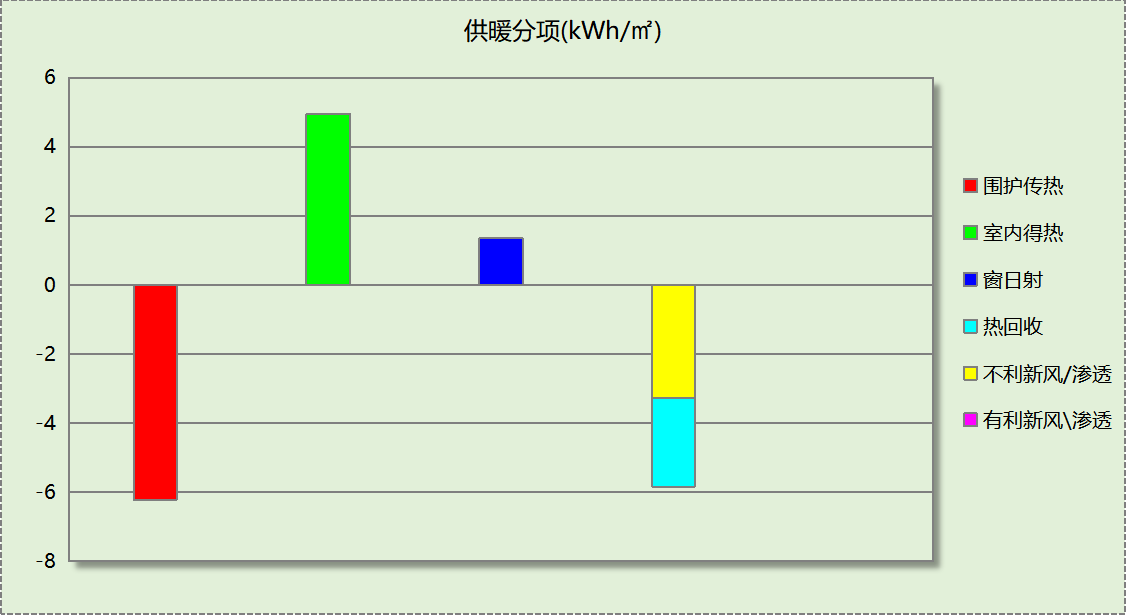 供暖分项(kWh/㎡)
6
4
2
0
-2
-4
-6
-8
围护传热
室内得热
窗日射
热回收
不利新风/渗透
有利新风\渗透